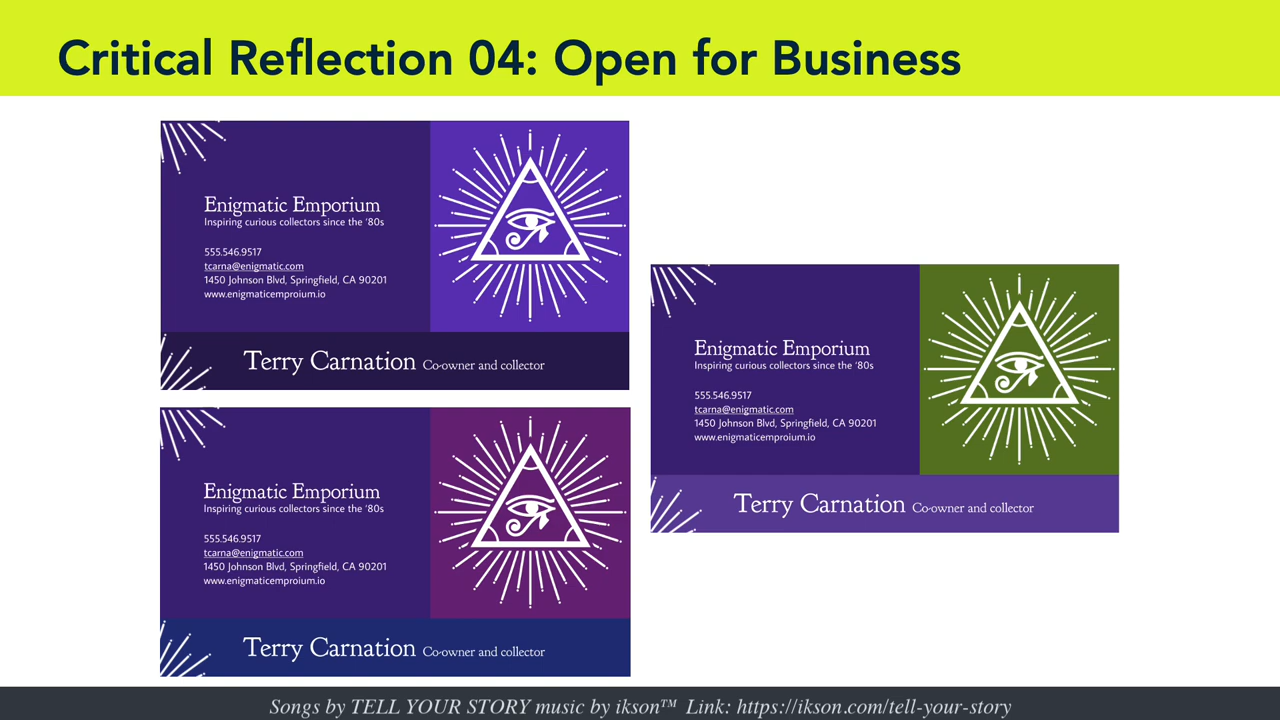 Critical Reflection 04: Open for Business
Enigmatic Emporium
Inspiring curious collectors since the ‘80s
555.546.9517
tcarna@enigmatic.com
1450 Johnson Blvd, Springfield, CA 90201
www.enigmaticemproium.io
Terry Carnation Co-owner and collector
Enigmatic Emporium
Inspiring curious collectors since the ‘80s
555.546.9517
tcarna@enigmatic.com
1450 Johnson Blvd, Springfield, CA 90201
www.enigmaticemproium.io
Terry Carnation Co-owner and collector
Enigmatic Emporium
Inspiring curious collectors since the ‘80s
555.546.9517
tcarna@enigmatic.com
1450 Johnson Blvd, Springfield, CA 90201
www.enigmaticemproium.io
Terry Carnation Co-owner and collector
Songs by TELL YOUR STORY music by ikson™ Link: https://ikson.com/tell-your-story